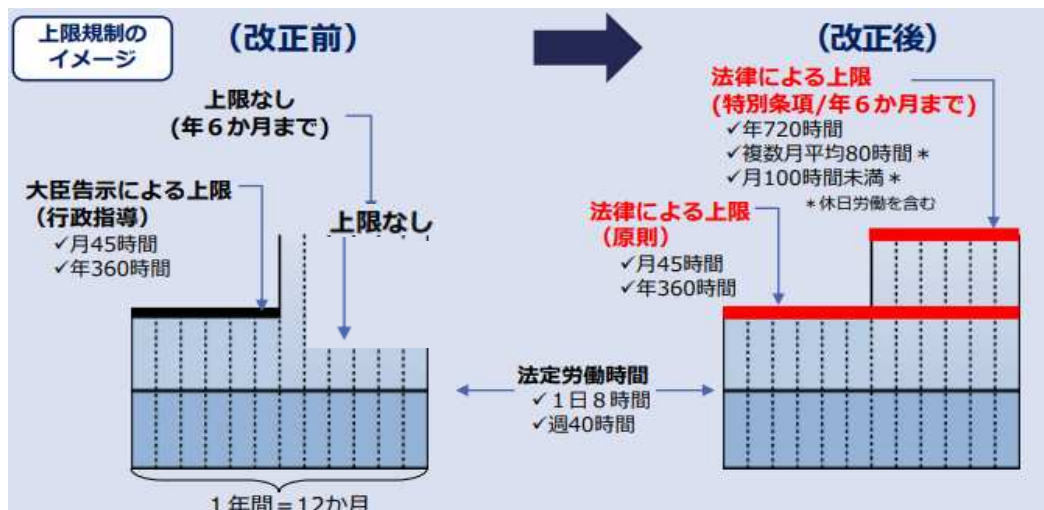 上限規制の
イメージ
（改正前）
（改正後）
上限なし
(年６か月まで)
大臣告示による上限
（行政指導）
✓月45時間
✓年360時間
上限なし
法律による上限
(特別条項/年６か月まで)
✓年720時間
✓複数月平均80時間＊
✓月100時間未満＊
＊休日労働を含む
法律による上限
（原則）
✓月45時間
✓年360時間
法定労働時間
✓１日８時間
✓週40時間
１年間＝12か月